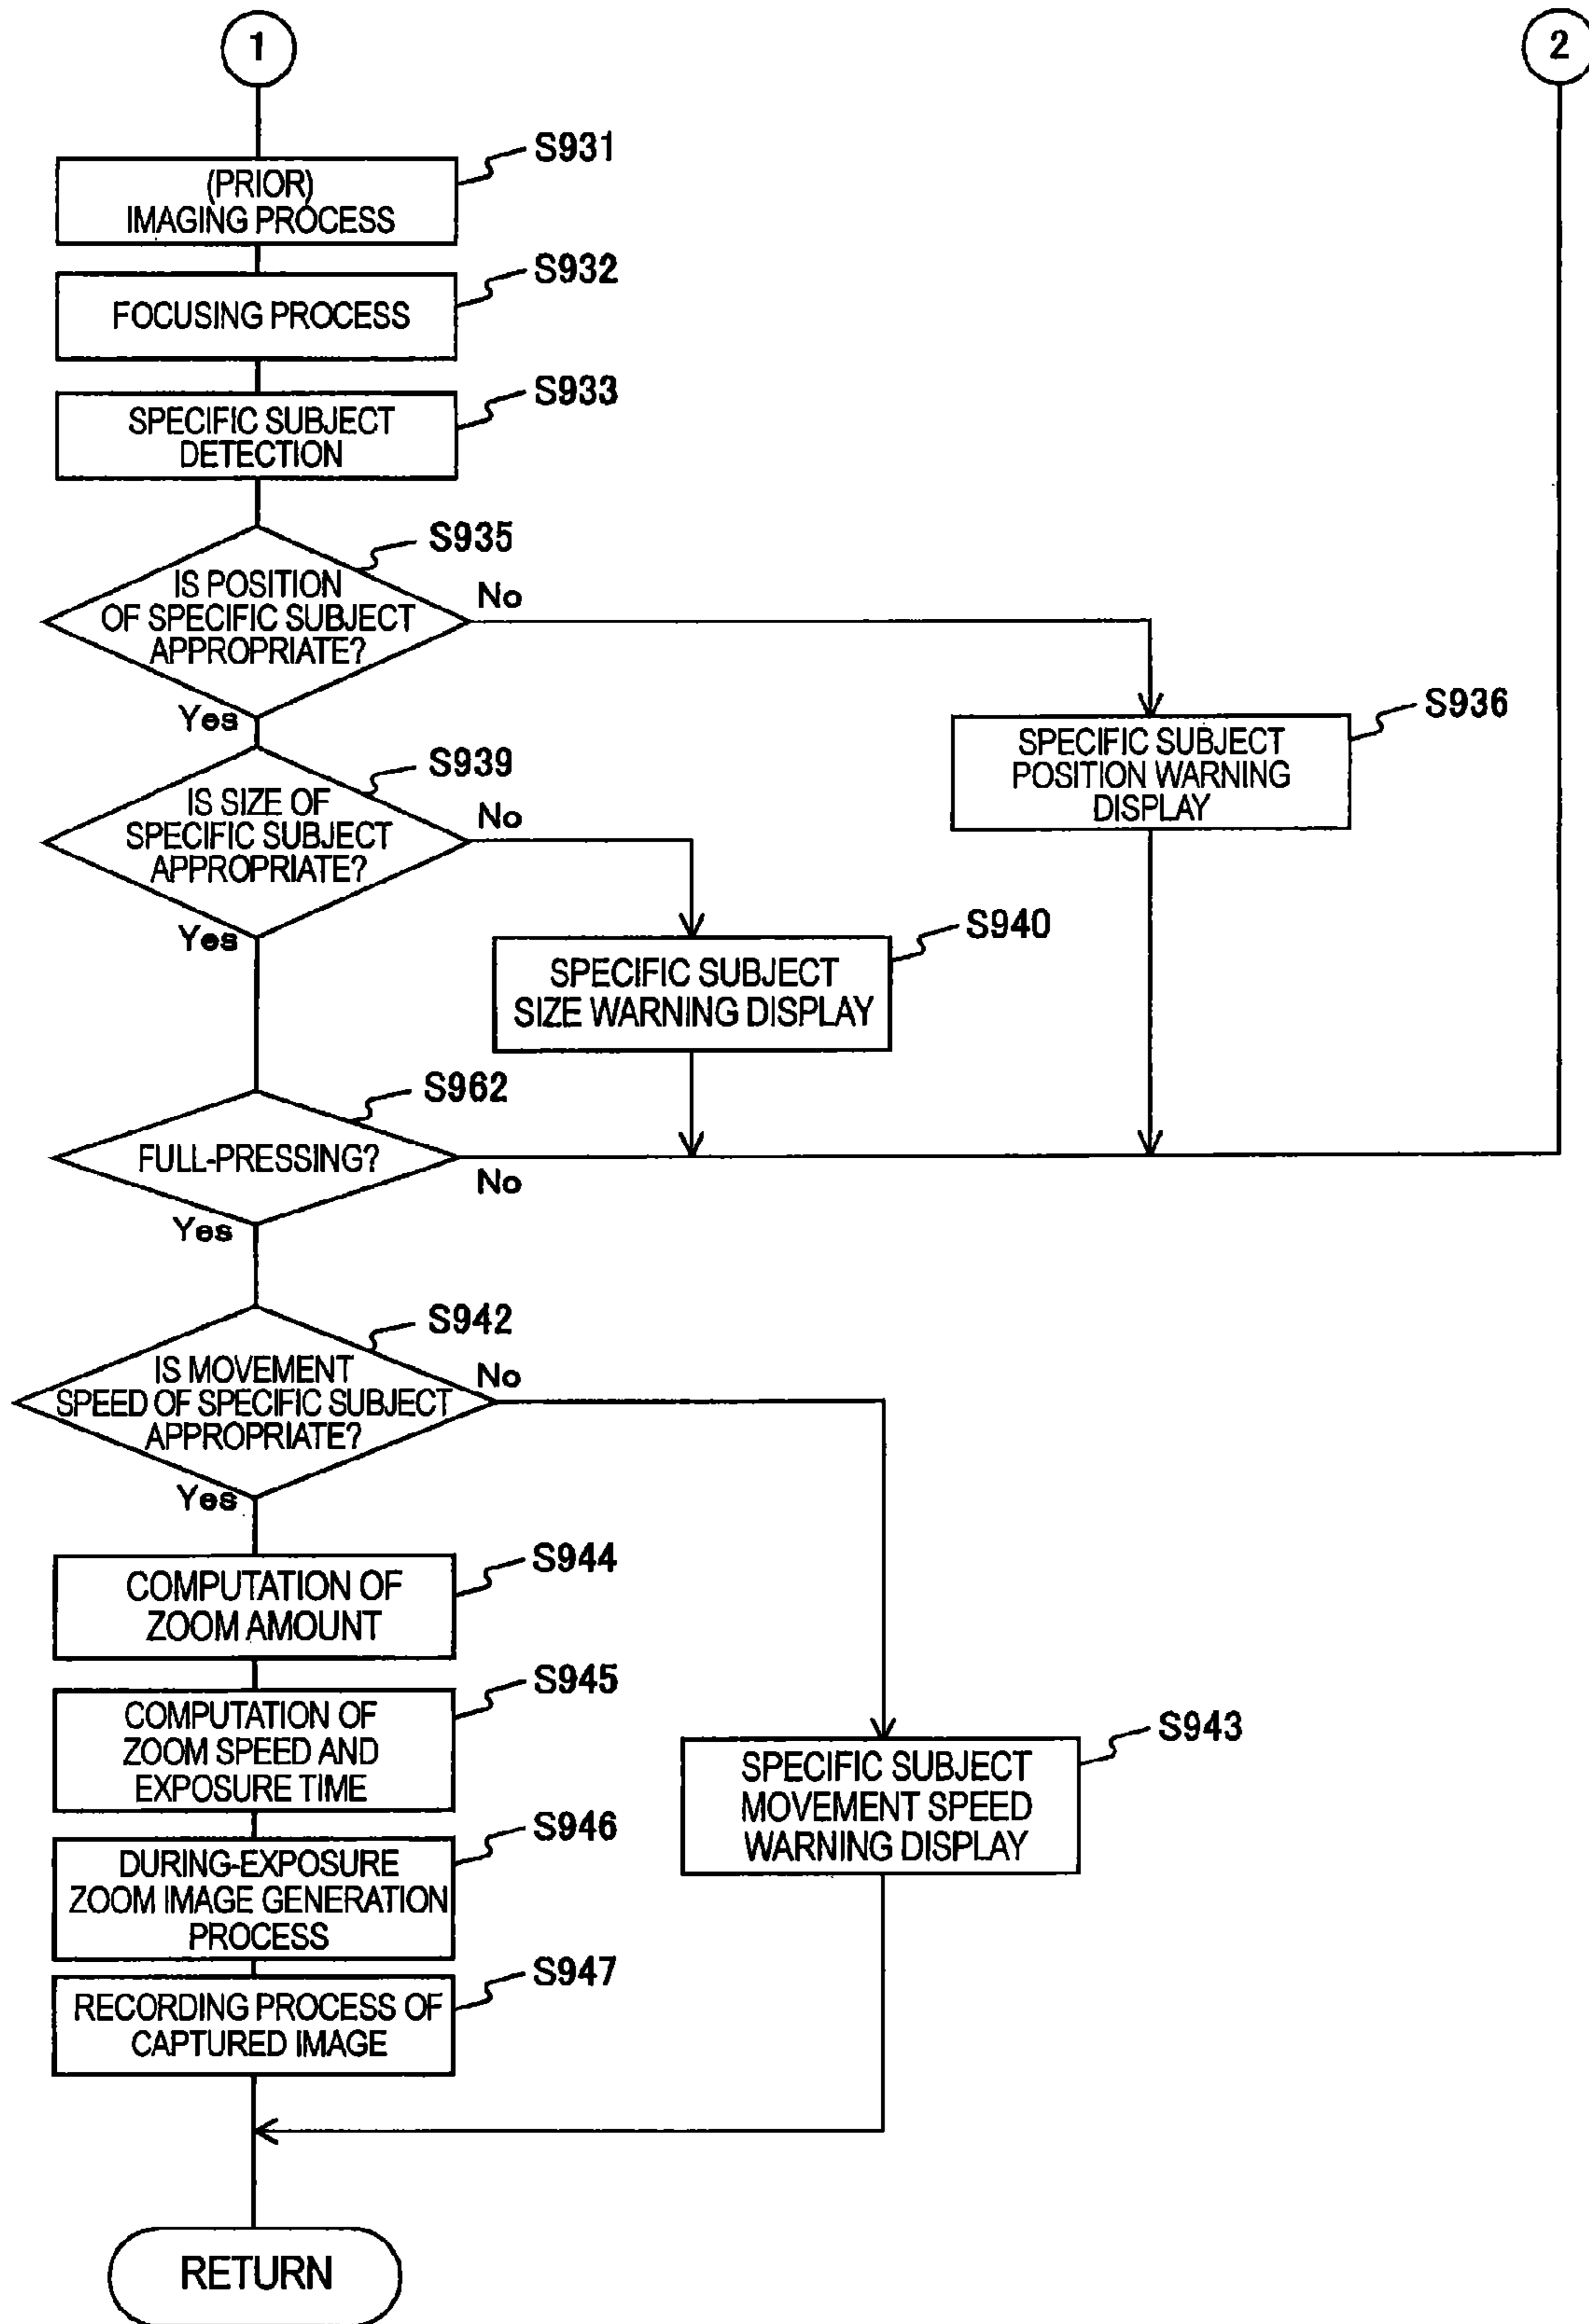 1
2
S931
(PRIOR)
IMAGING PROCESS
S932
FOCUSING PROCESS
S933
SPECIFIC SUBJECT
DETECTION
S935
IS POSITION
OF SPECIFIC SUBJECT
APPROPRIATE?
No
Yes
S936
SPECIFIC SUBJECT
POSITION WARNING
DISPLAY
S939
IS SIZE OF
SPECIFIC SUBJECT
APPROPRIATE?
No
Yes
S940
SPECIFIC SUBJECT
SIZE WARNING DISPLAY
S962
FULL-PRESSING?
No
Yes
S942
IS MOVEMENT
SPEED OF SPECIFIC SUBJECT
APPROPRIATE?
No
Yes
S944
COMPUTATION OF
ZOOM AMOUNT
S945
COMPUTATION OF
ZOOM SPEED AND
EXPOSURE TIME
S943
SPECIFIC SUBJECT
MOVEMENT SPEED
WARNING DISPLAY
S946
DURING-EXPOSURE
ZOOM IMAGE GENERATION
PROCESS
S947
RECORDING PROCESS OF
CAPTURED IMAGE
RETURN